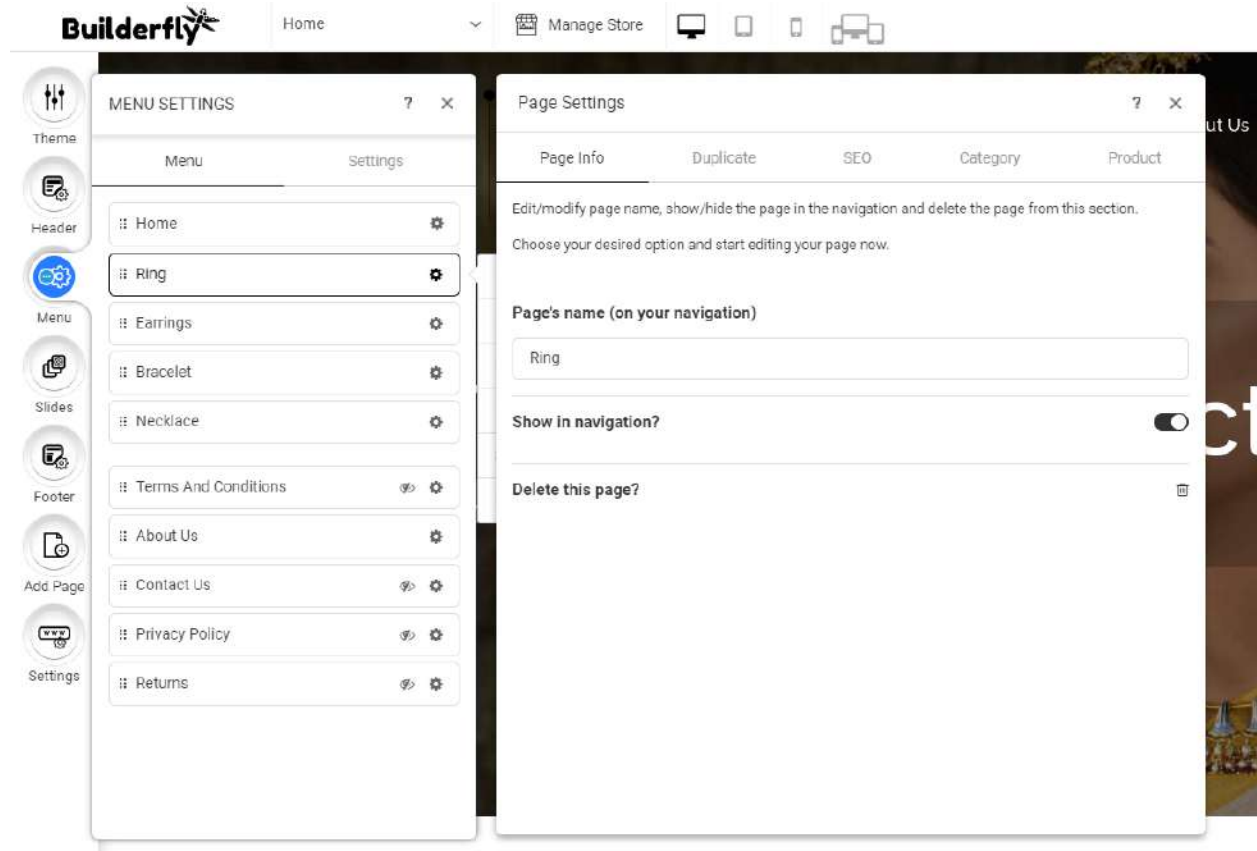 Builderfly
Home
Manage Store
Theme
Header
Menu
Slides
Footer
Add Page
Settings
MENU SETTINGS
?
Menu
Settings
Home
Ring
Earrings
Bracelet
Necklace
Terms And Conditions
About Us
Contact Us
Privacy Policy
Returns
Page Settings
?
Page Info
Duplicate
SEO
Category
Product
Edit/modify page name, show/hide the page in the navigation and delete the page from this section.
Choose your desired option and start editing your page now.
Page's name (on your navigation)
Ring
Show in navigation?
Delete this page?
ut Us
ct